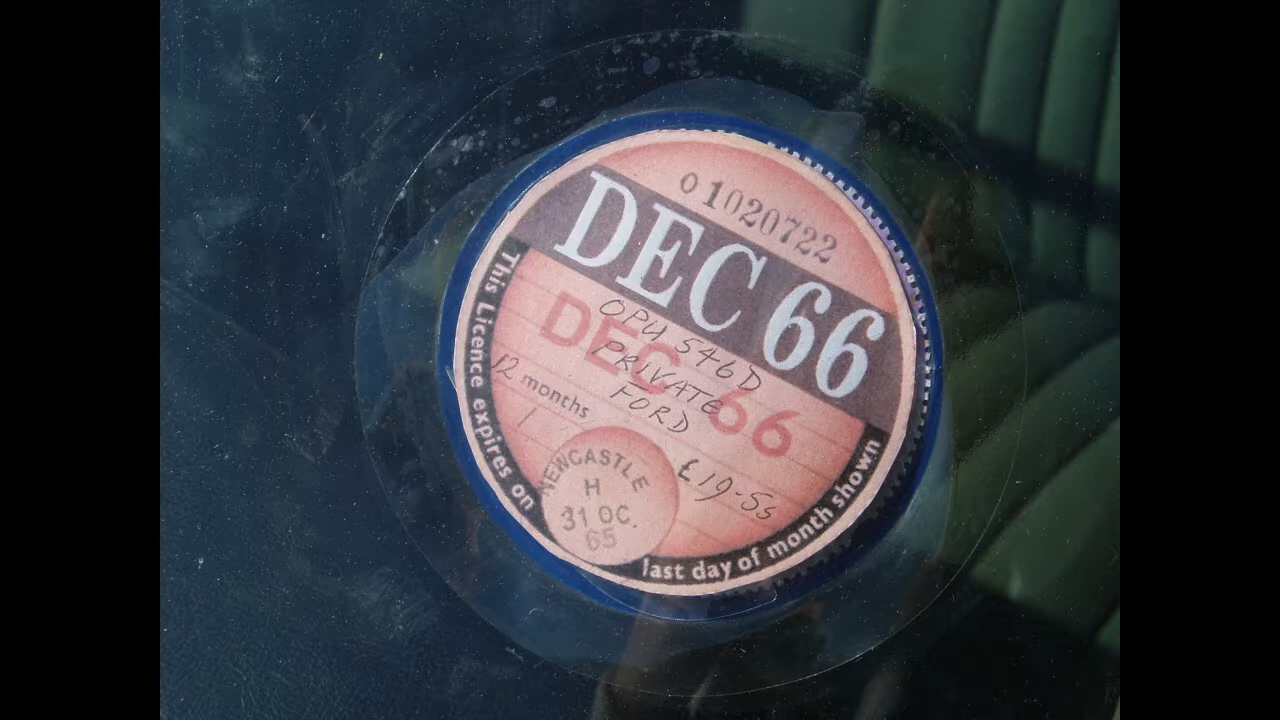 01020722
DEC 66
DEC 66
OPU 546D
PRIVATE
FORD
12 months
£19-5s
NEWCASTLE
H
31 OC.
65
This Licence expires on last day of month shown